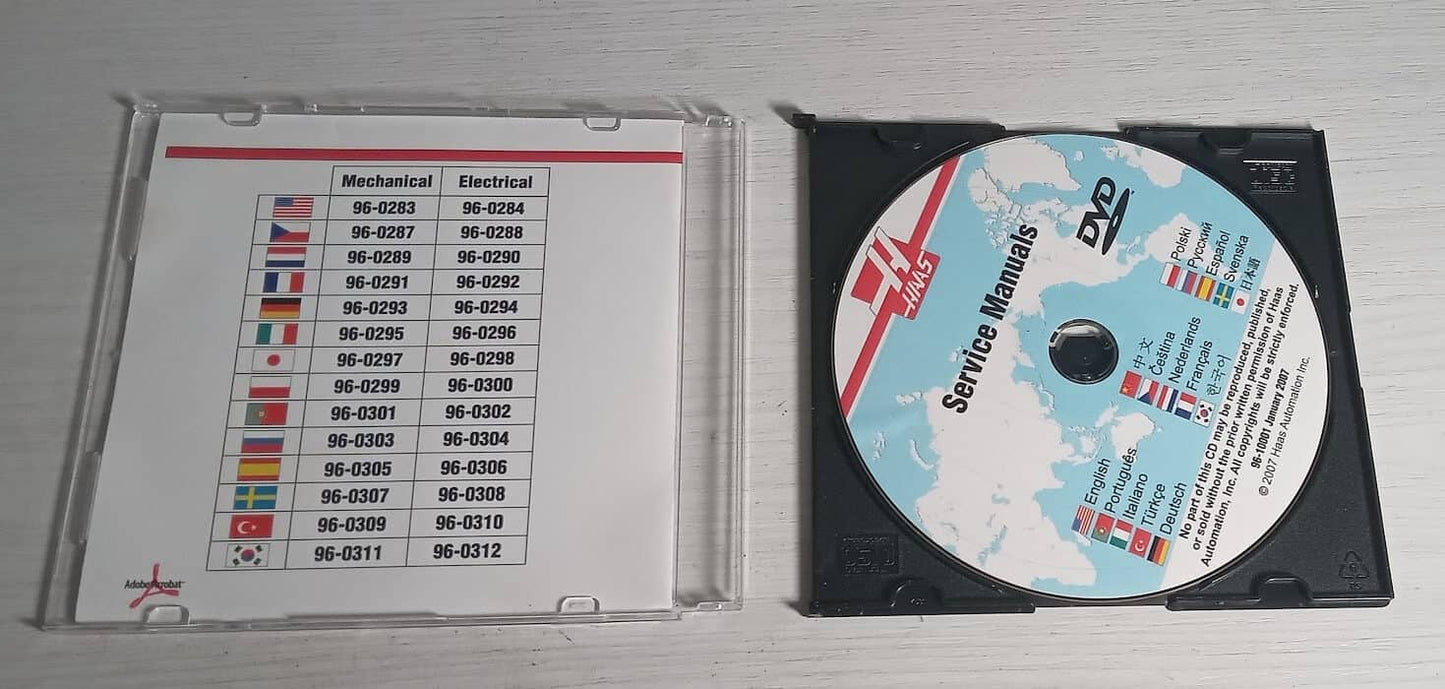 Mechanical Electrical
96-0283 96-0284
96-0287 96-0288
96-0289 96-0290
96-0291 96-0292
96-0293 96-0294
96-0295 96-0296
96-0297 96-0298
96-0299 96-0300
96-0301 96-0302
96-0303 96-0304
96-0305 96-0306
96-0307 96-0308
96-0309 96-0310
96-0311 96-0312
Adobe Acrobat™
HAAS
Service Manuals
DVD
English
Português
Italiano
Türkçe
Deutsch
中文
Čeština
Nederlands
Français
한국어
Polski
Русский
Español
Svenska
日本語
No part of this CD may be reproduced, published,
or sold without the prior written permission of Haas
Automation, Inc. All copyrights will be strictly enforced.
96-10001 January 2007
© 2007 Haas Automation Inc.